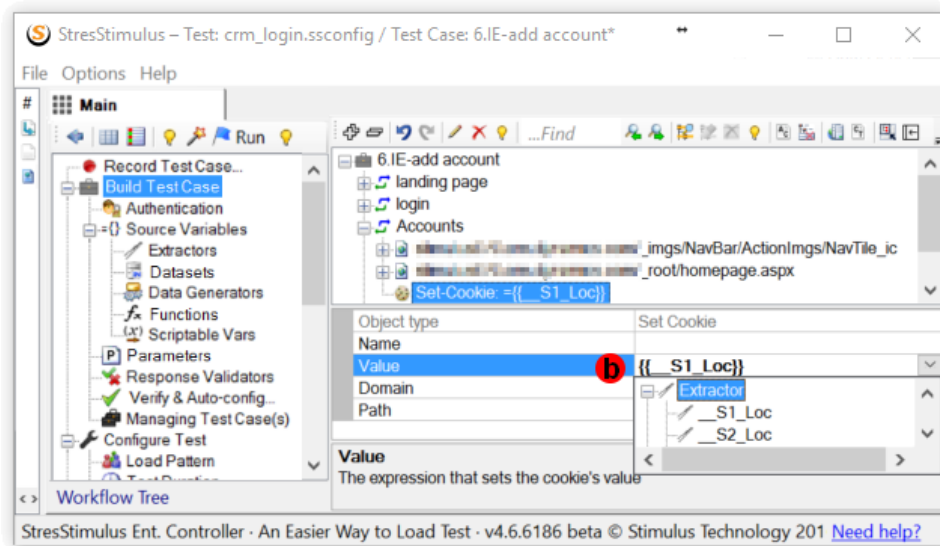 StresStimulus – Test: crm_login.ssconfig / Test Case: 6.IE-add account*
File Options Help
#
Main
Run
...Find
Record Test Case...
Build Test Case
Authentication
={} Source Variables
Extractors
Datasets
Data Generators
fx Functions
(x) Scriptable Vars
P Parameters
Response Validators
Verify & Auto-config...
Managing Test Case(s)
Configure Test
Load Pattern
Test Duration
Workflow Tree
6.IE-add account
landing page
login
Accounts
_imgs/NavBar/ActionImgs/NavTile_ic
_root/homepage.aspx
Set-Cookie: ={{__S1_Loc}}
Object type Set Cookie
Name
Value b {{__S1_Loc}}
Domain
Path
Extractor
__S1_Loc
__S2_Loc
Value
The expression that sets the cookie's value
StresStimulus Ent. Controller · An Easier Way to Load Test · v4.6.6186 beta © Stimulus Technology 201 Need help?